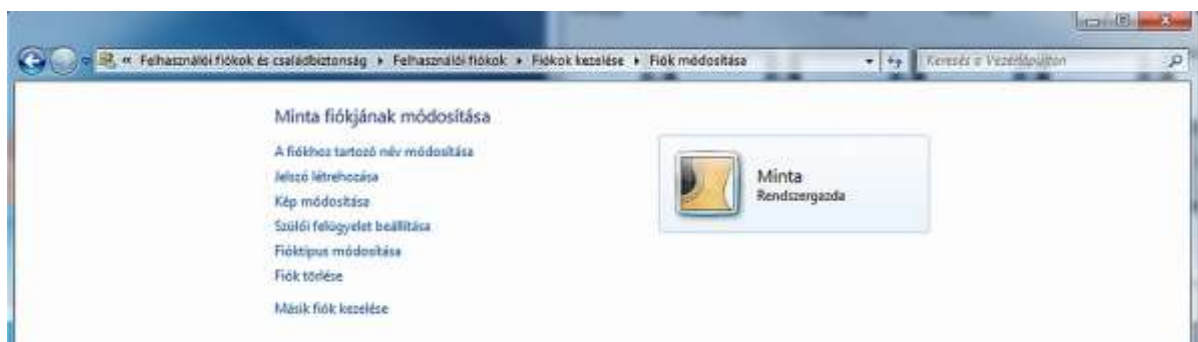 « Felhasználói fiókok és családbiztonság ▸ Felhasználói fiókok ▸ Fiókok kezelése ▸ Fiók módosítása
Keresés a Vezérlőpulton
Minta fiókjának módosítása
A fiókhoz tartozó név módosítása
Jelszó létrehozása
Kép módosítása
Szülői felügyelet beállítása
Fióktípus módosítása
Fiók törlése
Másik fiók kezelése
Minta
Rendszergazda